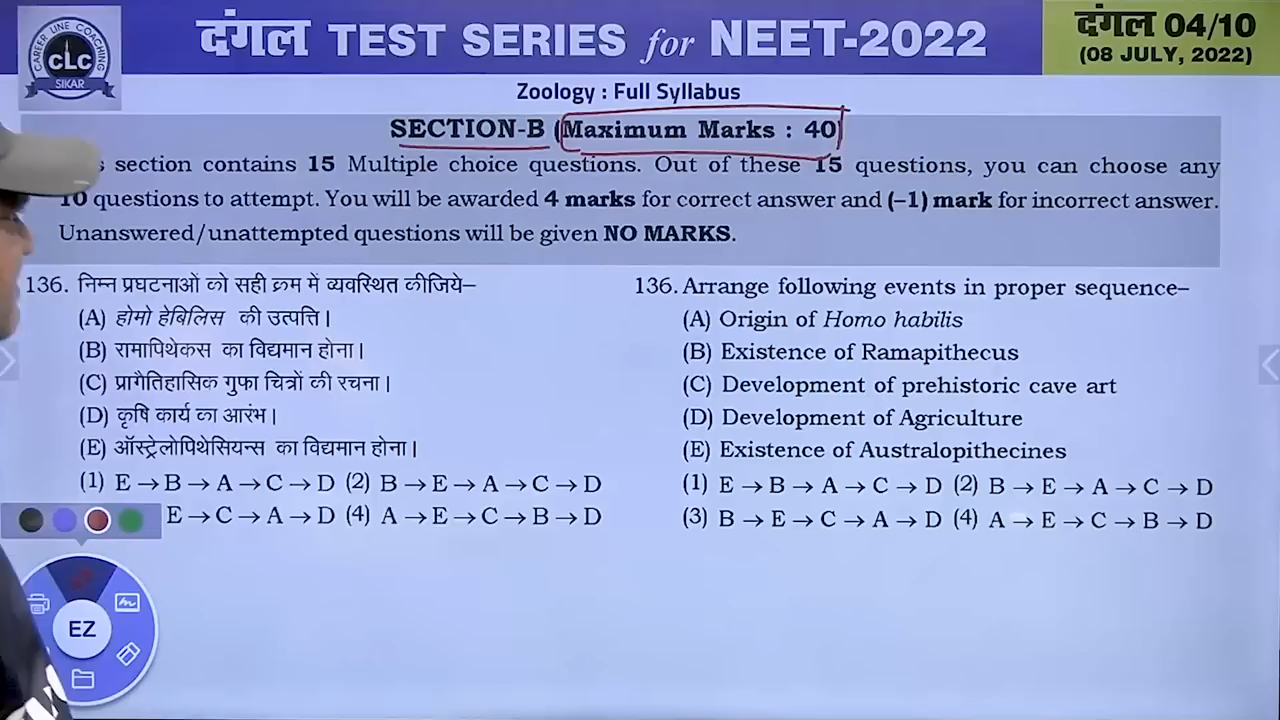 दंगल TEST SERIES for NEET-2022
दंगल 04/10
(08 JULY, 2022)
CAREER LINE COACHING
CLC
SIKAR
Zoology : Full Syllabus
SECTION-B (Maximum Marks : 40)
section contains 15 Multiple choice questions. Out of these 15 questions, you can choose any
10 questions to attempt. You will be awarded 4 marks for correct answer and (–1) mark for incorrect answer.
Unanswered/unattempted questions will be given NO MARKS.
136. निम्न प्रघटनाओं को सही क्रम में व्यवस्थित कीजिये–
(A) होमो हेबिलिस की उत्पत्ति।
(B) रामापिथेकस का विद्यमान होना।
(C) प्रागैतिहासिक गुफा चित्रों की रचना।
(D) कृषि कार्य का आरंभ।
(E) ऑस्ट्रेलोपिथेसियन्स का विद्यमान होना।
(1) E → B → A → C → D (2) B → E → A → C → D
E → C → A → D (4) A → E → C → B → D
136. Arrange following events in proper sequence–
(A) Origin of Homo habilis
(B) Existence of Ramapithecus
(C) Development of prehistoric cave art
(D) Development of Agriculture
(E) Existence of Australopithecines
(1) E → B → A → C → D (2) B → E → A → C → D
(3) B → E → C → A → D (4) A → E → C → B → D
EZ